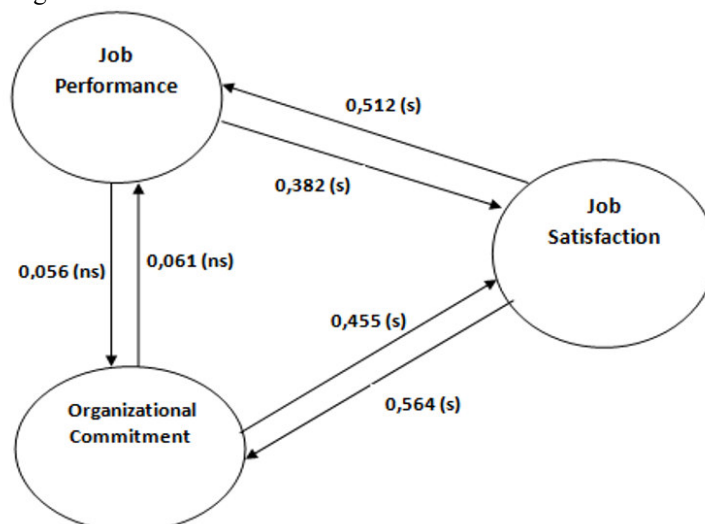 Job
Performance
0,512 (s)
0,382 (s)
Job
Satisfaction
0,056 (ns)
0,061 (ns)
0,455 (s)
0,564 (s)
Organizational
Commitment